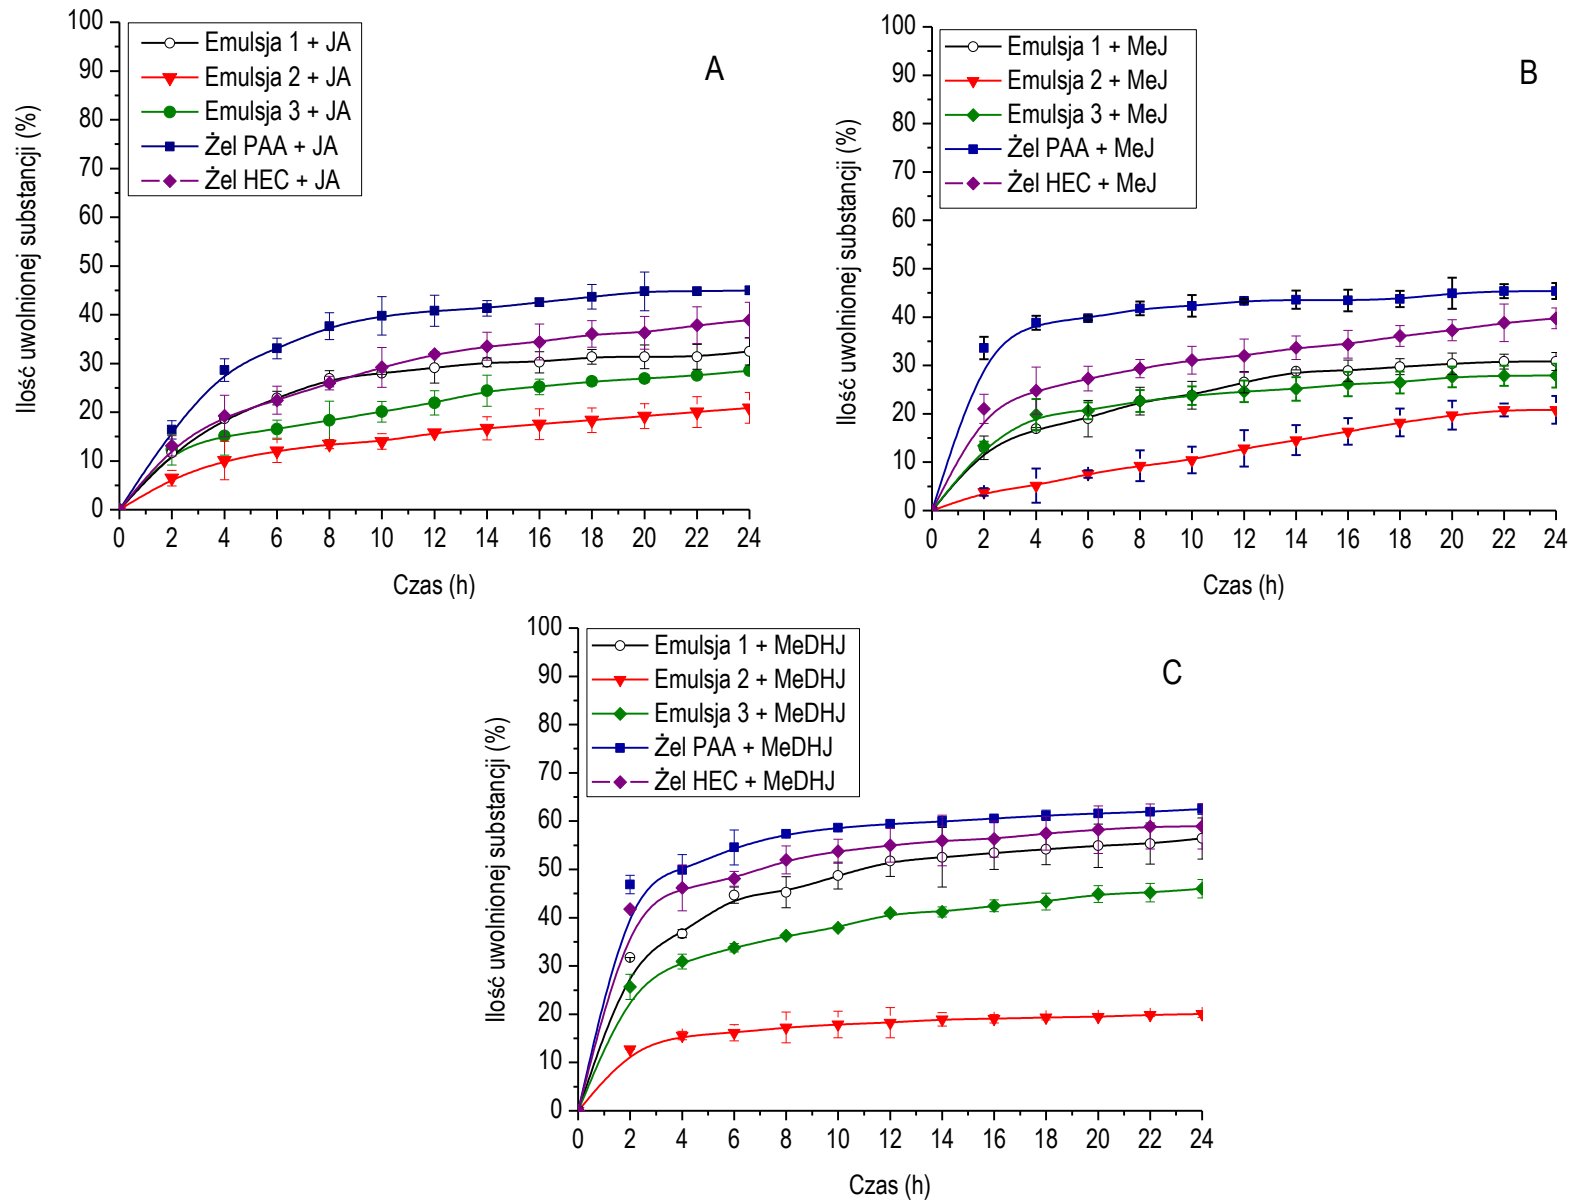 A
Emulsja 1 + JA
Emulsja 2 + JA
Emulsja 3 + JA
Żel PAA + JA
Żel HEC + JA
Ilość uwolnionej substancji (%)
100
90
80
70
60
50
40
30
20
10
0
0 2 4 6 8 10 12 14 16 18 20 22 24
Czas (h)
B
Emulsja 1 + MeJ
Emulsja 2 + MeJ
Emulsja 3 + MeJ
Żel PAA + MeJ
Żel HEC + MeJ
Ilość uwolnionej substancji (%)
100
90
80
70
60
50
40
30
20
10
0
0 2 4 6 8 10 12 14 16 18 20 22 24
Czas (h)
C
Emulsja 1 + MeDHJ
Emulsja 2 + MeDHJ
Emulsja 3 + MeDHJ
Żel PAA + MeDHJ
Żel HEC + MeDHJ
Ilość uwolnionej substancji (%)
100
90
80
70
60
50
40
30
20
10
0
0 2 4 6 8 10 12 14 16 18 20 22 24
Czas (h)